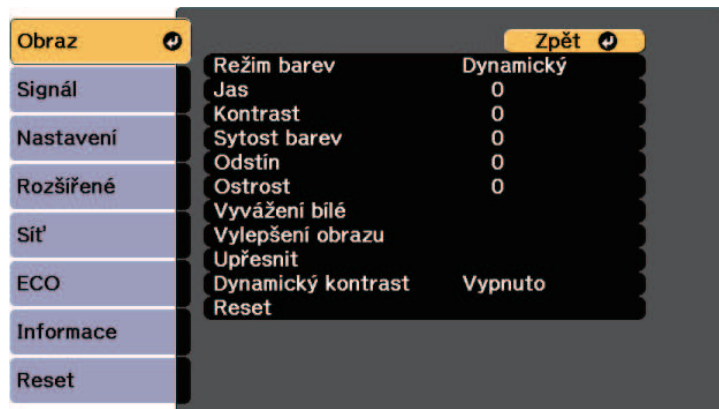 Obraz
Signál
Nastavení
Rozšířené
Síť
ECO
Informace
Reset
Zpět
Režim barev Dynamický
Jas 0
Kontrast 0
Sytost barev 0
Odstín 0
Ostrost 0
Vyvážení bílé
Vylepšení obrazu
Upřesnit
Dynamický kontrast Vypnuto
Reset